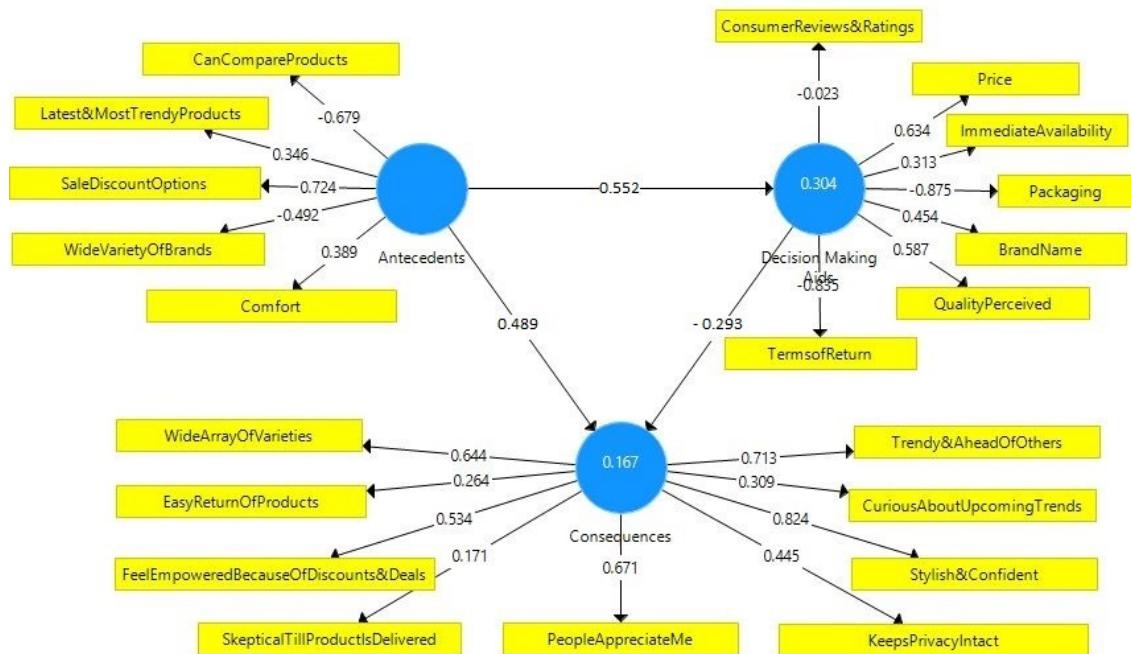 ConsumerReviews&Ratings
CanCompareProducts
Price
-0.023
-0.679
Latest&MostTrendyProducts
0.634
ImmediateAvailability
0.346
0.313
SaleDiscountOptions
0.724
0.552
0.304
-0.875
Packaging
-0.492
0.454
WideVarietyOfBrands
0.389
Antecedents
Decision Making
Aids
0.587
BrandName
-0.835
Comfort
QualityPerceived
0.489
- 0.293
TermsofReturn
WideArrayOfVarieties
0.644
0.167
0.713
Trendy&AheadOfOthers
0.264
0.309
EasyReturnOfProducts
CuriousAboutUpcomingTrends
0.534
0.824
Consequences
0.171
0.671
0.445
FeelEmpoweredBecauseOfDiscounts&Deals
Stylish&Confident
SkepticalTillProductIsDelivered
PeopleAppreciateMe
KeepsPrivacyIntact